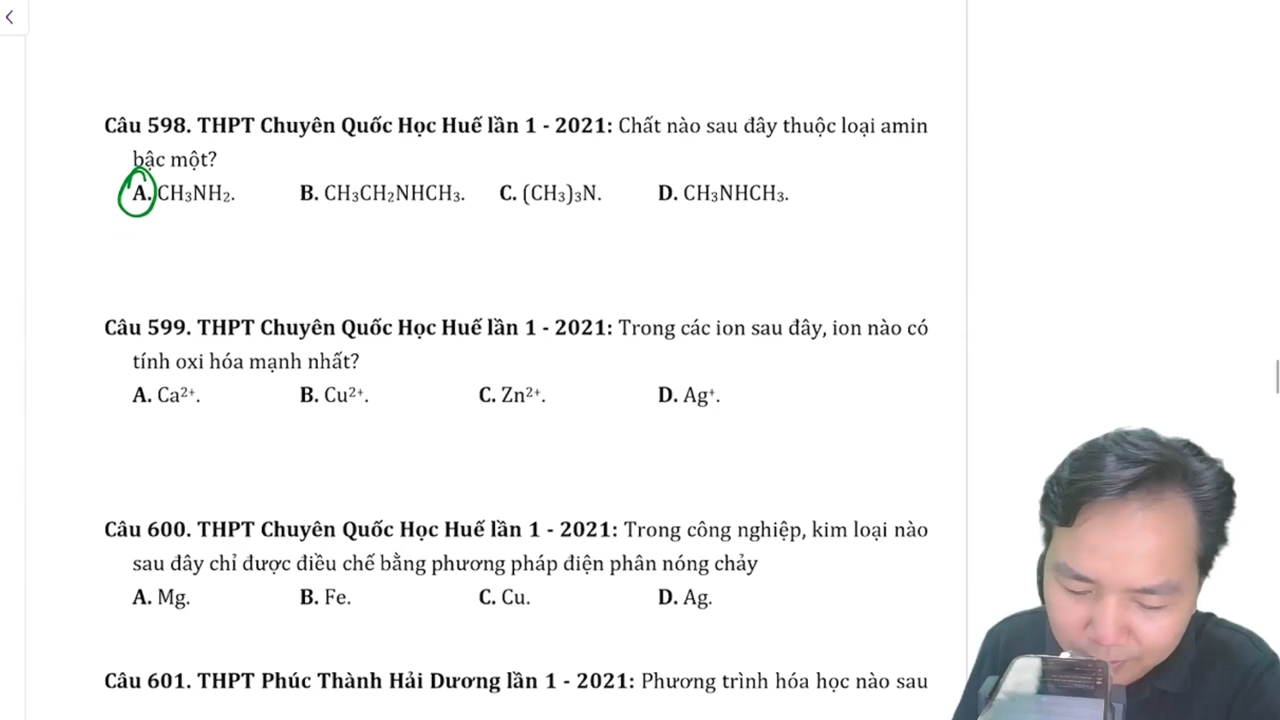 Câu 598. THPT Chuyên Quốc Học Huế lần 1 - 2021: Chất nào sau đây thuộc loại amin
bậc một?
A. CH₃NH₂. B. CH₃CH₂NHCH₃. C. (CH₃)₃N. D. CH₃NHCH₃.
Câu 599. THPT Chuyên Quốc Học Huế lần 1 - 2021: Trong các ion sau đây, ion nào có
tính oxi hóa mạnh nhất?
A. Ca²⁺. B. Cu²⁺. C. Zn²⁺. D. Ag⁺.
Câu 600. THPT Chuyên Quốc Học Huế lần 1 - 2021: Trong công nghiệp, kim loại nào
sau đây chỉ được điều chế bằng phương pháp điện phân nóng chảy
A. Mg. B. Fe. C. Cu. D. Ag.
Câu 601. THPT Phúc Thành Hải Dương lần 1 - 2021: Phương trình hóa học nào sau